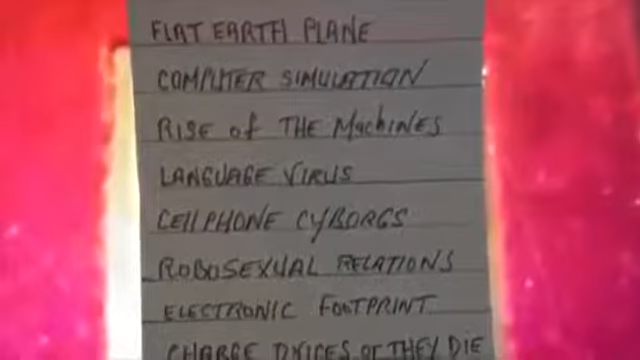 FLAT EARTH PLANE
COMPUTER SIMULATION
RISE of THE MachiNES
LANGUAGE VIRUS
CELLPHONE CYBORGS
ROBOSEXUAL RELATIONS
ELECTRONIC FOOTPRINT
CHARGE THEY DIE